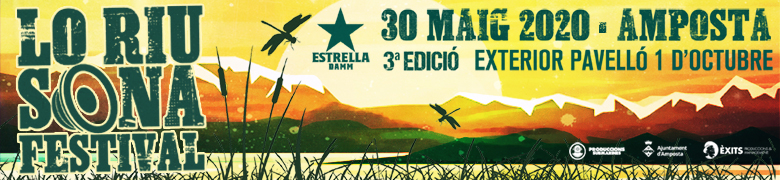 LO RIU
SONA
FESTIVAL
ESTRELLA
DAMM
30 MAIG 2020 - AMPOSTA
3ª EDICIÓ EXTERIOR PAVELLÓ 1 D'OCTUBRE
PRODUCCIONS
Ajuntament
d'Amposta
ÈXITS